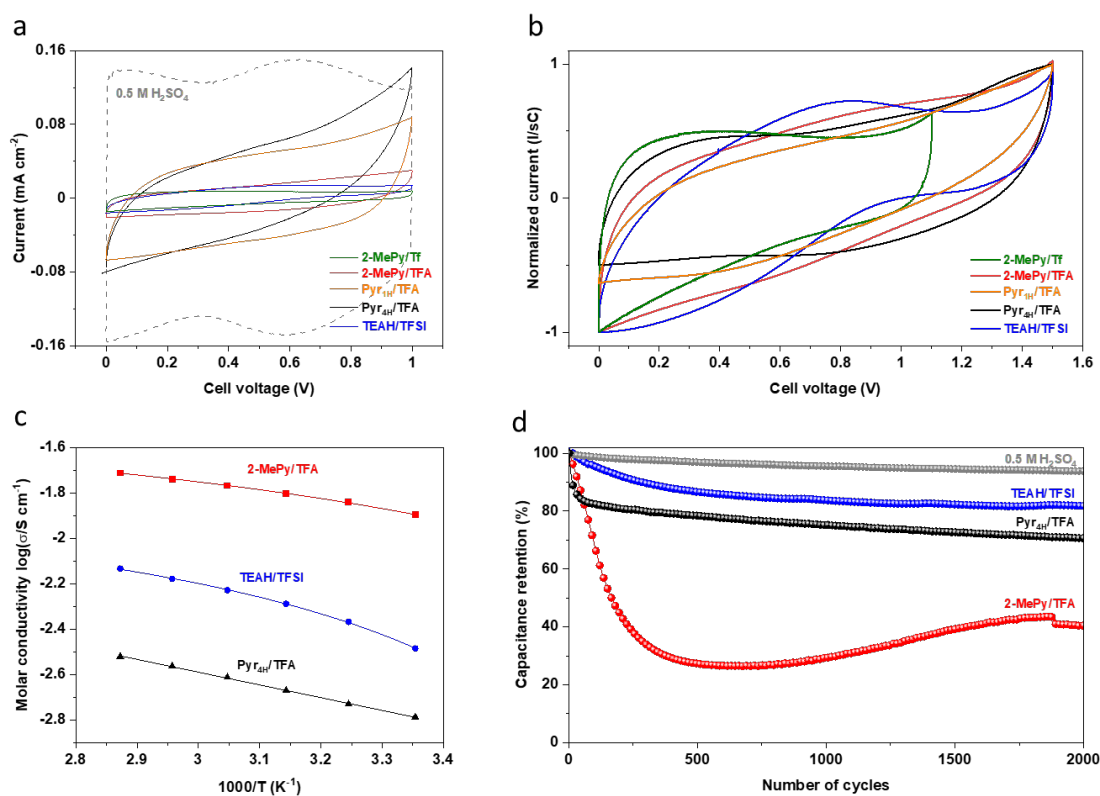 a
0.16
0.08
0
-0.08
-0.16
Current (mA cm⁻²)
0.5 M H₂SO₄
2-MePy/Tf
2-MePy/TFA
Pyr₁H/TFA
Pyr₄H/TFA
TEAH/TFSI
0 0.2 0.4 0.6 0.8 1
Cell voltage (V)
b
1
0
-1
Normalized current (I/sC)
2-MePy/Tf
2-MePy/TFA
Pyr₁H/TFA
Pyr₄H/TFA
TEAH/TFSI
0 0.2 0.4 0.6 0.8 1 1.2 1.4 1.6
Cell voltage (V)
c
-1.6
-1.8
-2
-2.2
-2.4
-2.6
-2.8
Molar conductivity log(σ/S cm⁻¹)
2-MePy/TFA
TEAH/TFSI
Pyr₄H/TFA
2.8 2.9 3 3.1 3.2 3.3 3.4
1000/T (K⁻¹)
d
100
80
60
40
20
0
Capacitance retention (%)
0.5 M H₂SO₄
TEAH/TFSI
Pyr₄H/TFA
2-MePy/TFA
0 500 1000 1500 2000
Number of cycles